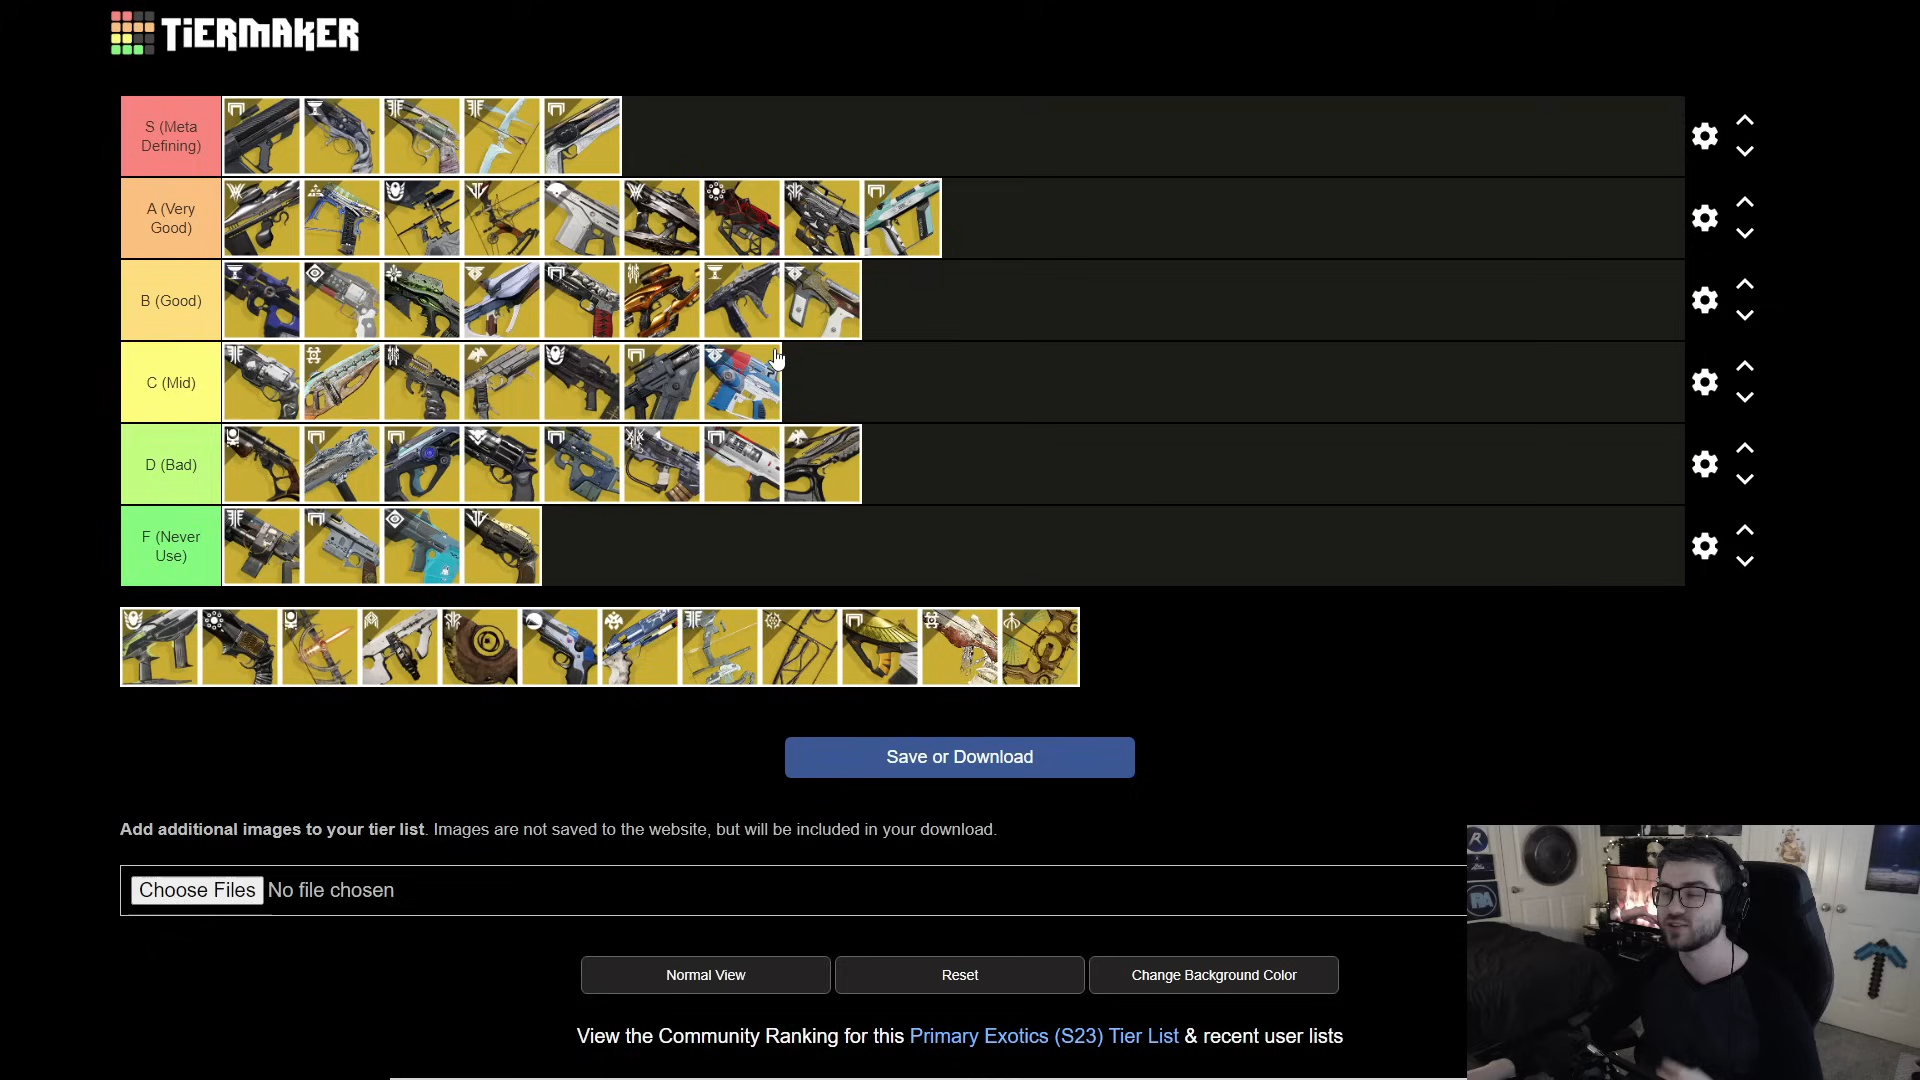 TiERMAKER
S (Meta
Defining)
A (Very
Good)
B (Good)
C (Mid)
D (Bad)
F (Never
Use)
Save or Download
Add additional images to your tier list. Images are not saved to the website, but will be included in your download.
Choose Files No file chosen
Normal View
Reset
Change Background Color
View the Community Ranking for this Primary Exotics (S23) Tier List & recent user lists
R
RA